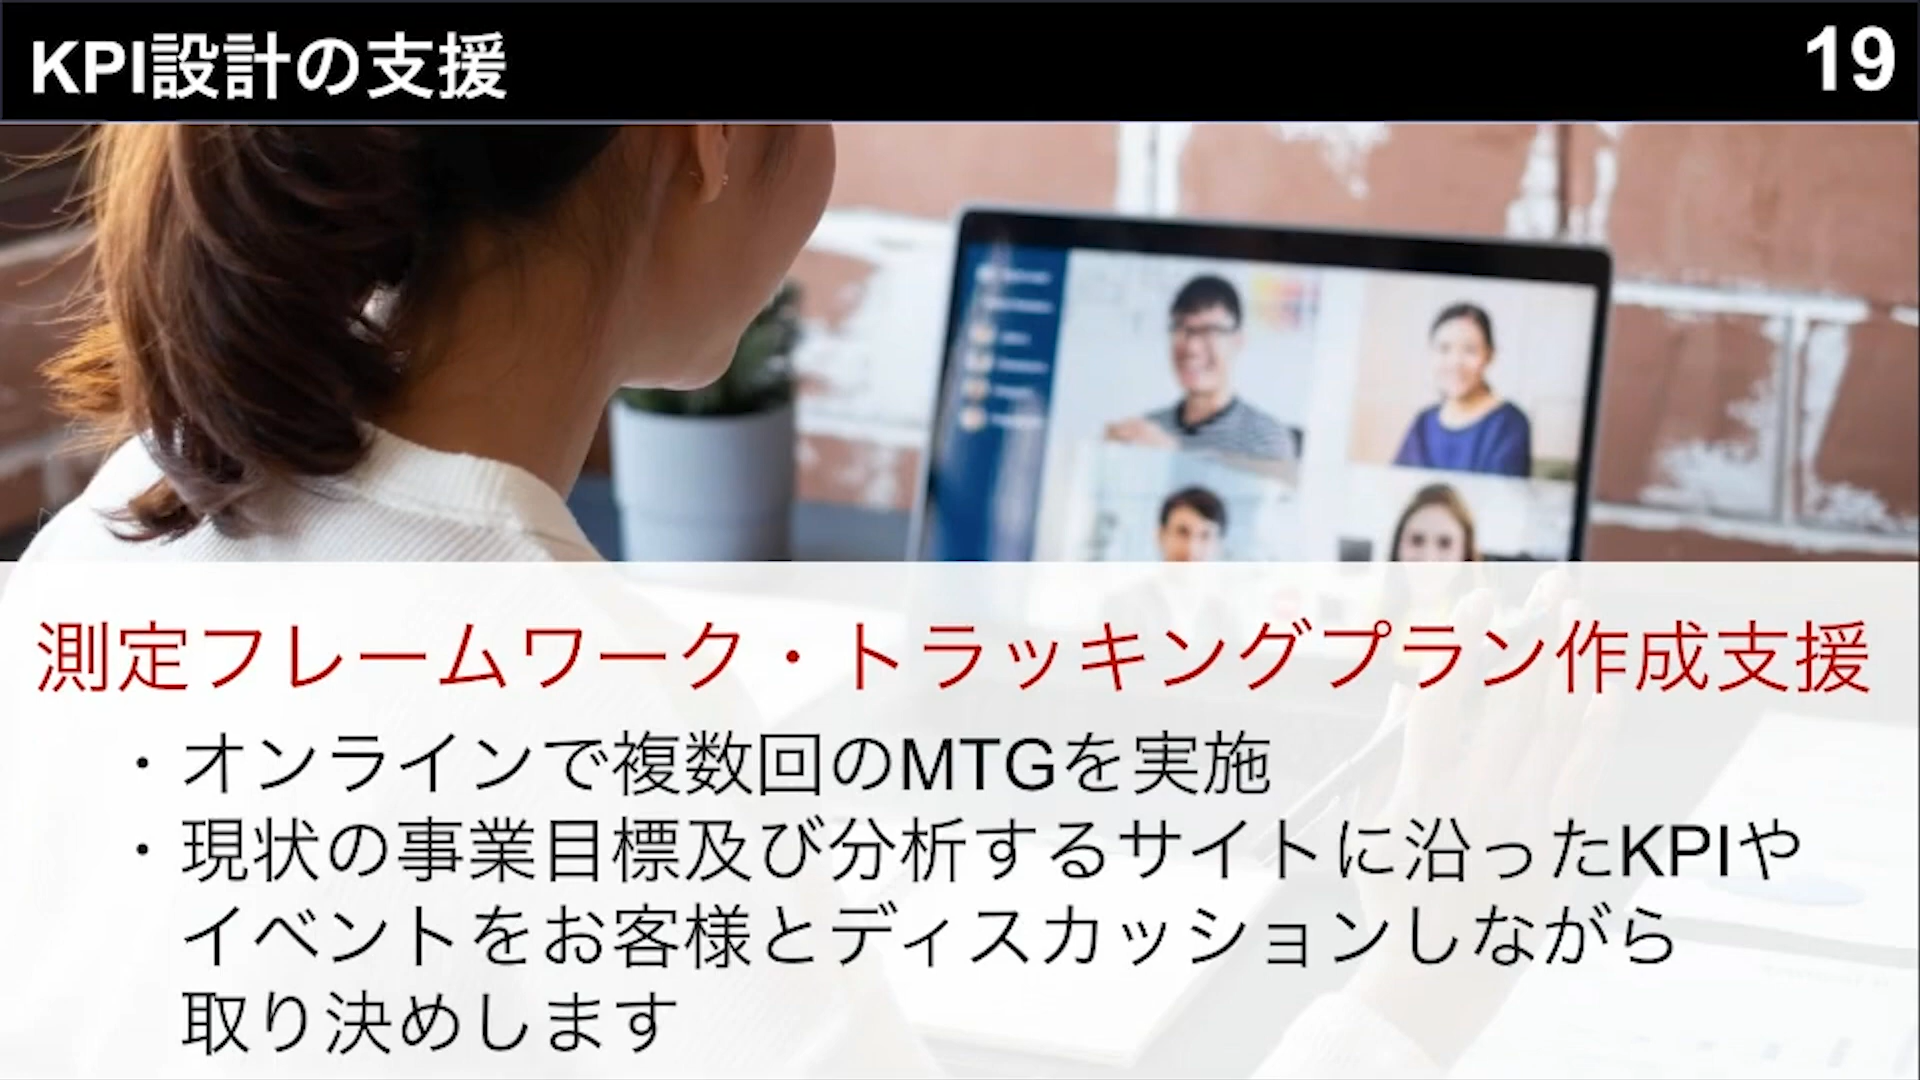 KPI設計の支援
19
測定フレームワーク・トラッキングプラン作成支援
・オンラインで複数回のMTGを実施
・現状の事業目標及び分析するサイトに沿ったKPIや
イベントをお客様とディスカッションしながら
取り決めします